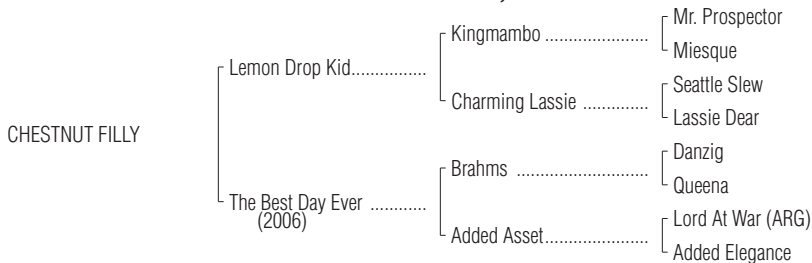 Mr. Prospector
Kingmambo .......................
Miesque
Lemon Drop Kid................
Seattle Slew
Charming Lassie ..............
Lassie Dear
CHESTNUT FILLY
Danzig
Brahms .............................
Queena
The Best Day Ever ............
(2006)
Lord At War (ARG)
Added Asset.......................
Added Elegance